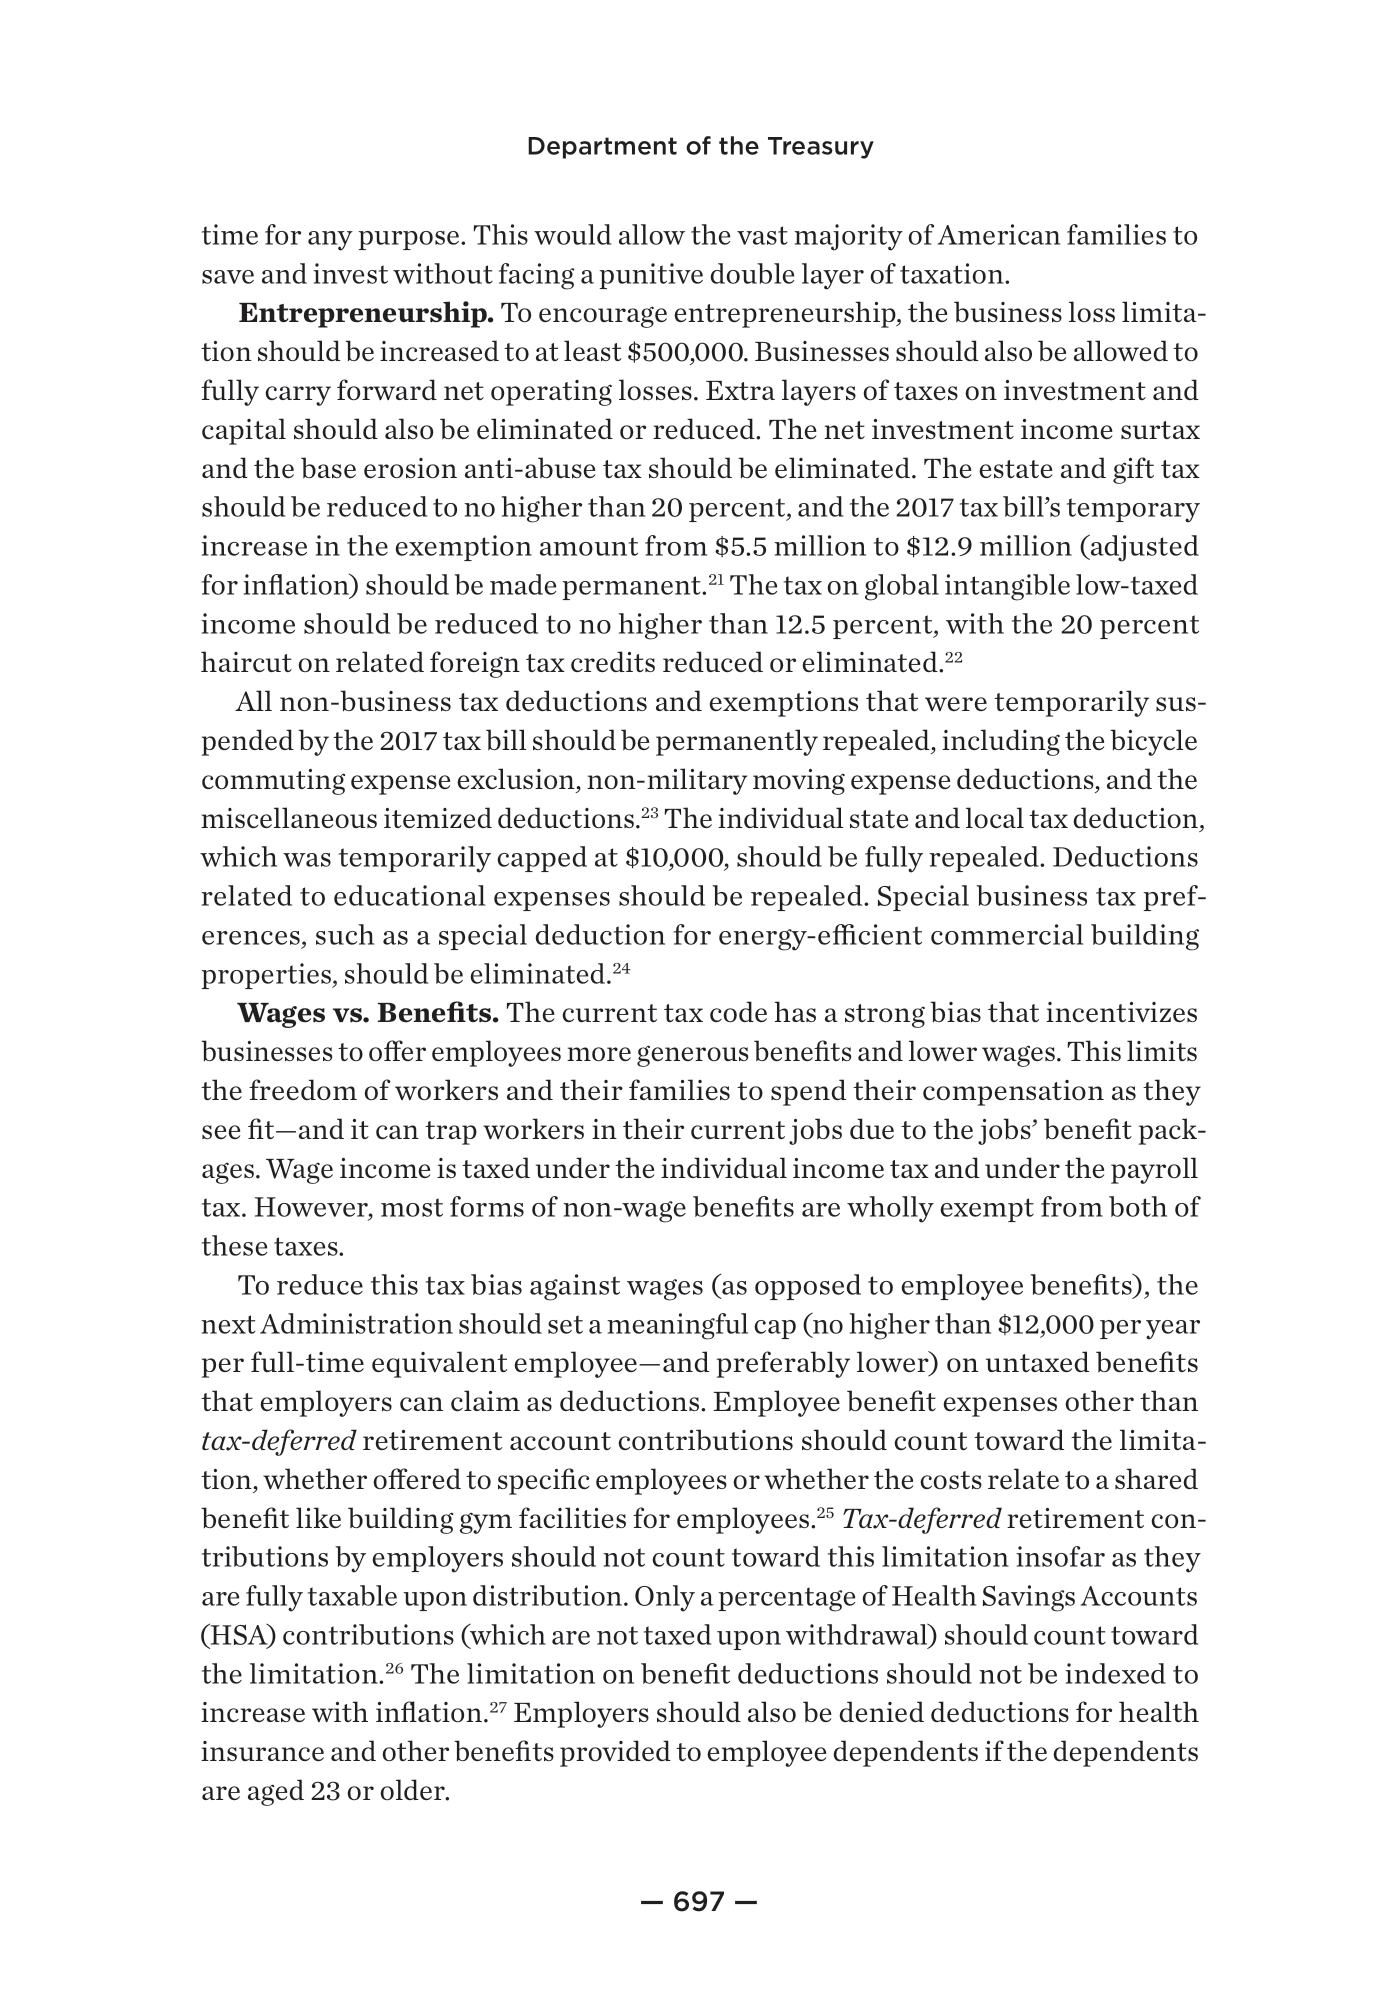 Department of the Treasury
time for any purpose. This would allow the vast majority of American families to
save and invest without facing a punitive double layer of taxation.
Entrepreneurship. To encourage entrepreneurship, the business loss limita-
tion should be increased to at least $500,000. Businesses should also be allowed to
fully carry forward net operating losses. Extra layers of taxes on investment and
capital should also be eliminated or reduced. The net investment income surtax
and the base erosion anti-abuse tax should be eliminated. The estate and gift tax
should be reduced to no higher than 20 percent, and the 2017 tax bill’s temporary
increase in the exemption amount from $5.5 million to $12.9 million (adjusted
for inflation) should be made permanent.²¹ The tax on global intangible low-taxed
income should be reduced to no higher than 12.5 percent, with the 20 percent
haircut on related foreign tax credits reduced or eliminated.²²
All non-business tax deductions and exemptions that were temporarily sus-
pended by the 2017 tax bill should be permanently repealed, including the bicycle
commuting expense exclusion, non-military moving expense deductions, and the
miscellaneous itemized deductions.²³ The individual state and local tax deduction,
which was temporarily capped at $10,000, should be fully repealed. Deductions
related to educational expenses should be repealed. Special business tax pref-
erences, such as a special deduction for energy-efficient commercial building
properties, should be eliminated.²⁴
Wages vs. Benefits. The current tax code has a strong bias that incentivizes
businesses to offer employees more generous benefits and lower wages. This limits
the freedom of workers and their families to spend their compensation as they
see fit—and it can trap workers in their current jobs due to the jobs’ benefit pack-
ages. Wage income is taxed under the individual income tax and under the payroll
tax. However, most forms of non-wage benefits are wholly exempt from both of
these taxes.
To reduce this tax bias against wages (as opposed to employee benefits), the
next Administration should set a meaningful cap (no higher than $12,000 per year
per full-time equivalent employee—and preferably lower) on untaxed benefits
that employers can claim as deductions. Employee benefit expenses other than
tax-deferred retirement account contributions should count toward the limita-
tion, whether offered to specific employees or whether the costs relate to a shared
benefit like building gym facilities for employees.²⁵ Tax-deferred retirement con-
tributions by employers should not count toward this limitation insofar as they
are fully taxable upon distribution. Only a percentage of Health Savings Accounts
(HSA) contributions (which are not taxed upon withdrawal) should count toward
the limitation.²⁶ The limitation on benefit deductions should not be indexed to
increase with inflation.²⁷ Employers should also be denied deductions for health
insurance and other benefits provided to employee dependents if the dependents
are aged 23 or older.
— 697 —